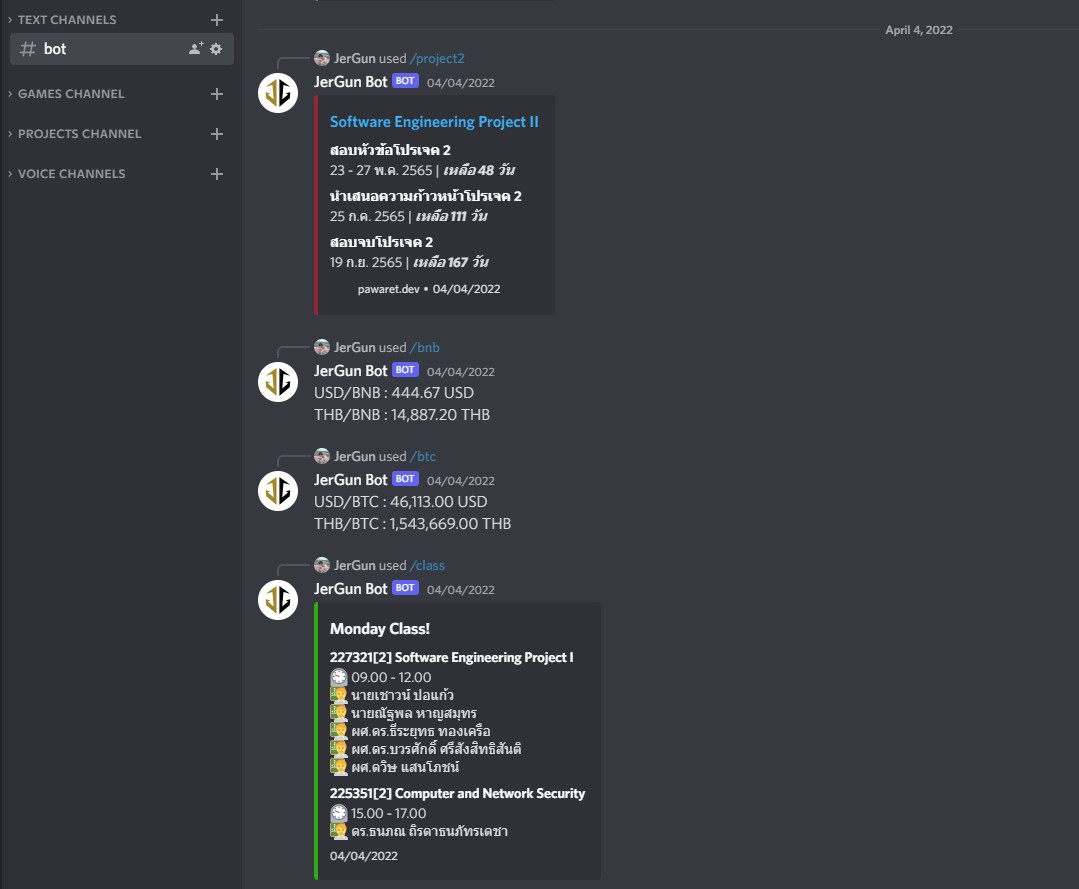 TEXT CHANNELS
# bot
GAMES CHANNEL
PROJECTS CHANNEL
VOICE CHANNELS
April 4, 2022
JerGun used /project2
JerGun Bot BOT 04/04/2022
Software Engineering Project II
สอบหัวข้อโปรเจค 2
23 - 27 พ.ค. 2565 | เหลือ 48 วัน
นำเสนอความก้าวหน้าโปรเจค 2
25 ก.ค. 2565 | เหลือ 111 วัน
สอบจบโปรเจค 2
19 ก.ย. 2565 | เหลือ 167 วัน
pawaret.dev • 04/04/2022
JerGun used /bnb
JerGun Bot BOT 04/04/2022
USD/BNB : 444.67 USD
THB/BNB : 14,887.20 THB
JerGun used /btc
JerGun Bot BOT 04/04/2022
USD/BTC : 46,113.00 USD
THB/BTC : 1,543,669.00 THB
JerGun used /class
JerGun Bot BOT 04/04/2022
Monday Class!
227321[2] Software Engineering Project I
09.00 - 12.00
นายเชาวน์ ปอแก้ว
นายณัฐพล หาญสมุทร
ผศ.ดร.ธีระยุทธ ทองเครือ
ผศ.ดร.บวรศักดิ์ ศรีสังสิทธิสันติ
ผศ.ดวิษ แสนโภชน์
225351[2] Computer and Network Security
15.00 - 17.00
ดร.ธนภณ ถิรดาธนภัทรเดชา
04/04/2022